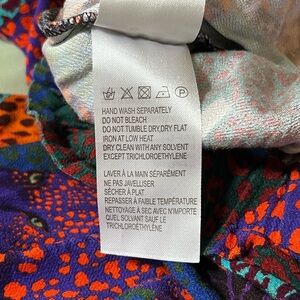 P
HAND WASH SEPARATELY
DO NOT BLEACH
DO NOT TUMBLE DRY,DRY FLAT
IRON AT LOW HEAT
DRY CLEAN WITH ANY SOLVENT
EXCEPT TRICHLOROETHYLENE
LAVER À LA MAIN SÉPARÉMENT
NE PAS JAVELLISER
SÉCHER À PLAT
REPASSER À FAIBLE TEMPÉRATURE
NETTOYAGE À SEC AVEC N'IMPORTE
QUEL SOLVANT SAUF LE
TRICHLOROÉTHYLÈNE